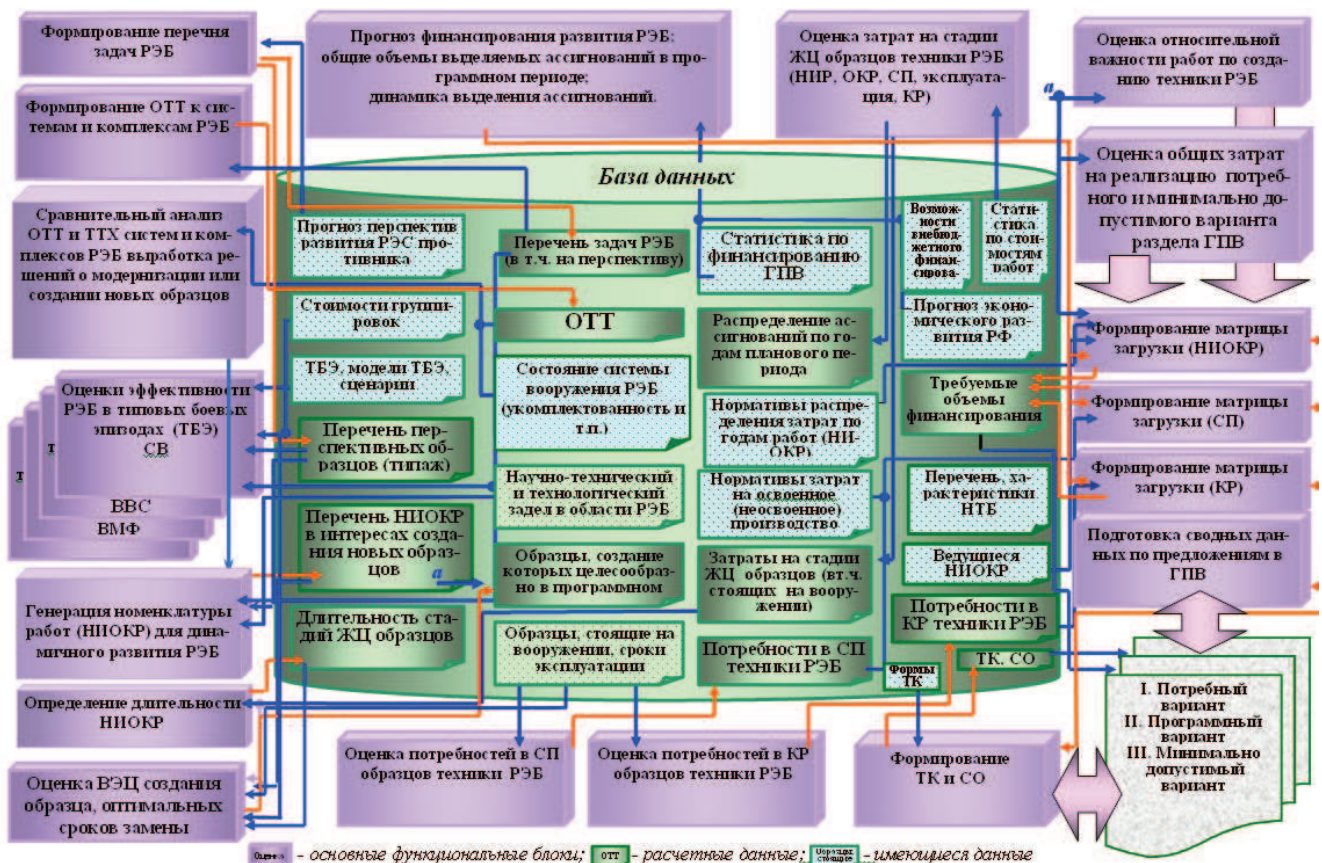 Формирование перечня
задач РЭБ
Прогноз финансирования развития РЭБ:
общие объемы выделяемых ассигнований в про-
граммном периоде;
динамика выделения ассигнований.
Оценка затрат на стадии
ЖЦ образцов техники РЭБ
(НИР, ОКР, СП, эксплуата-
ция, КР)
Оценка относительной
важности работ по созданию
техники РЭБ
а
Формирование ОТТ к си-
стемам и комплексам РЭБ
Оценка общих затрат
на реализацию потреб-
ного и минимально до-
пустимого варианта
раздела ГПВ
Сравнительный анализ
ОТТ и ТТХ систем и ком-
плексов РЭБ выработка ре-
шений о модернизации или
создании новых образцов
База данных
Прогноз перспектив
развития РЭС про-
тивника
Перечень задач РЭБ
(в т.ч. на перспективу)
Статистика по
финансированию
ГПВ
Возмож-
ности
внебюд-
жетного
финанс
ирова-
Стати-
стика
по сто-
имостям
работ
Стоимости группи-
ровок
ОТТ
Распределение ас-
сигнований по го-
дам планового пе-
риода
Прогноз эконо-
мического раз-
вития РФ
Формирование матрицы
загрузки (НИОКР)
ТБЭ, модели ТБЭ,
сценарии
Состояние системы
вооружения РЭБ
(укомплектованность и
т.п.)
Требуемые
объемы
финансирования
Формирование матрицы
загрузки (СП)
Оценки эффективности
РЭБ в типовых боевых
эпизодах (ТБЭ)
СВ
ВВС
ВМФ
Т
Т
Перечень пер-
спективных об-
разцов (типаж)
Нормативы распре-
деления затрат по
годам работ (НИ-
ОКР)
Формирование матрицы
загрузки (КР)
Научно-технический
и технологический
задел в области РЭБ
Нормативы затрат
на освоенное
(неосвоенное)
производство
Перечень, ха-
рактеристики
НТБ
Перечень НИОКР
в интересах созда-
ния новых образ-
цов
Подготовка сводных дан-
ных по предложениям в
ГПВ
а
Образцы, создание
которых целесообраз-
но в программном
Затраты на стадии
ЖЦ образцов (вт.ч.
стоящих на воору-
жении)
Ведущиеся
НИОКР
Генерация номенклатуры
работ (НИОКР) для дина-
мичного развития РЭБ
Длительность ста-
дий ЖЦ образцов
Образцы, стоящие на
вооружении, сроки
эксплуатации
Потребности в СП
техники РЭБ
Потребности в
КР техники РЭБ
Формы
ТК
ТК, СО
Определение длительности
НИОКР
I. Потребный
вариант
II. Программный
вариант
III. Минимально
допустимый
вариант
Оценка ВЭЦ создания
образца, оптимальных
сроков замены
Оценка потребностей в СП
образцов техники РЭБ
Оценка потребностей в КР
образцов техники РЭБ
Формирование
ТК и СО
Оценка - основные функциональные блоки; ОТТ - расчетные данные; Образцы, стоящие - имеющиеся данные